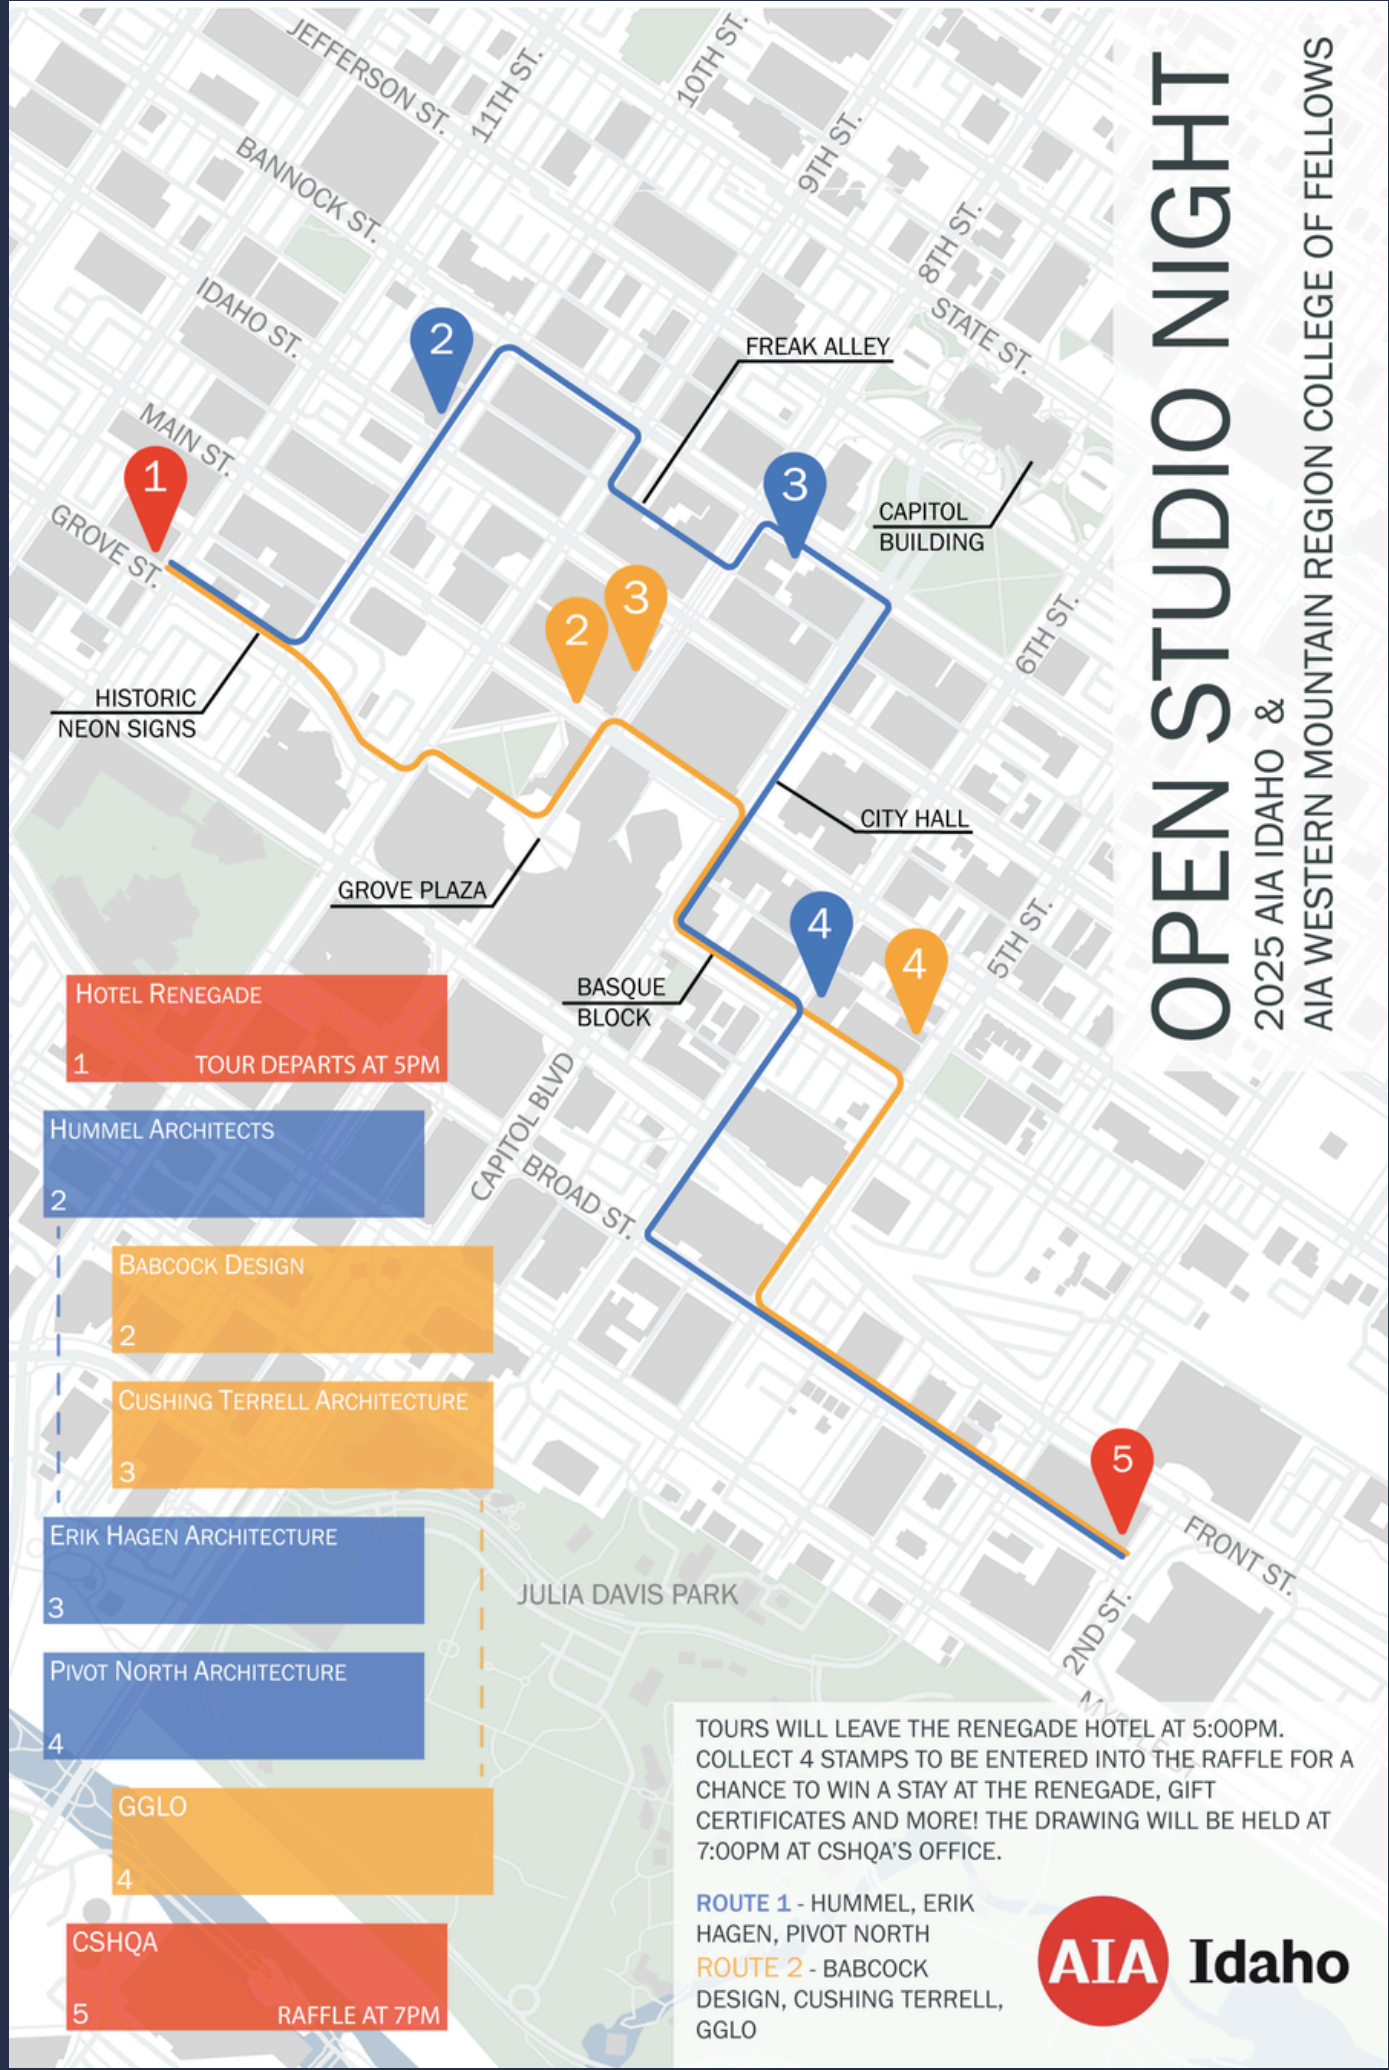 OPEN STUDIO NIGHT
2025 AIA IDAHO &
AIA WESTERN MOUNTAIN REGION COLLEGE OF FELLOWS
JEFFERSON ST.
11TH ST.
10TH ST.
9TH ST.
8TH ST.
BANNOCK ST.
IDAHO ST.
STATE ST.
MAIN ST.
GROVE ST.
2
FREAK ALLEY
1
3
CAPITOL
BUILDING
3
2
6TH ST.
HISTORIC
NEON SIGNS
CITY HALL
GROVE PLAZA
4
4
5TH ST.
BASQUE
BLOCK
CAPITOL BLVD
BROAD ST.
5
FRONT ST.
2ND ST.
JULIA DAVIS PARK
HOTEL RENEGADE
1 TOUR DEPARTS AT 5PM
HUMMEL ARCHITECTS
2
BABCOCK DESIGN
2
CUSHING TERRELL ARCHITECTURE
3
ERIK HAGEN ARCHITECTURE
3
PIVOT NORTH ARCHITECTURE
4
GGLO
4
CSHQA
5 RAFFLE AT 7PM
TOURS WILL LEAVE THE RENEGADE HOTEL AT 5:00PM.
COLLECT 4 STAMPS TO BE ENTERED INTO THE RAFFLE FOR A
CHANCE TO WIN A STAY AT THE RENEGADE, GIFT
CERTIFICATES AND MORE! THE DRAWING WILL BE HELD AT
7:00PM AT CSHQA'S OFFICE.
ROUTE 1 - HUMMEL, ERIK
HAGEN, PIVOT NORTH
ROUTE 2 - BABCOCK
DESIGN, CUSHING TERRELL,
GGLO
AIA Idaho